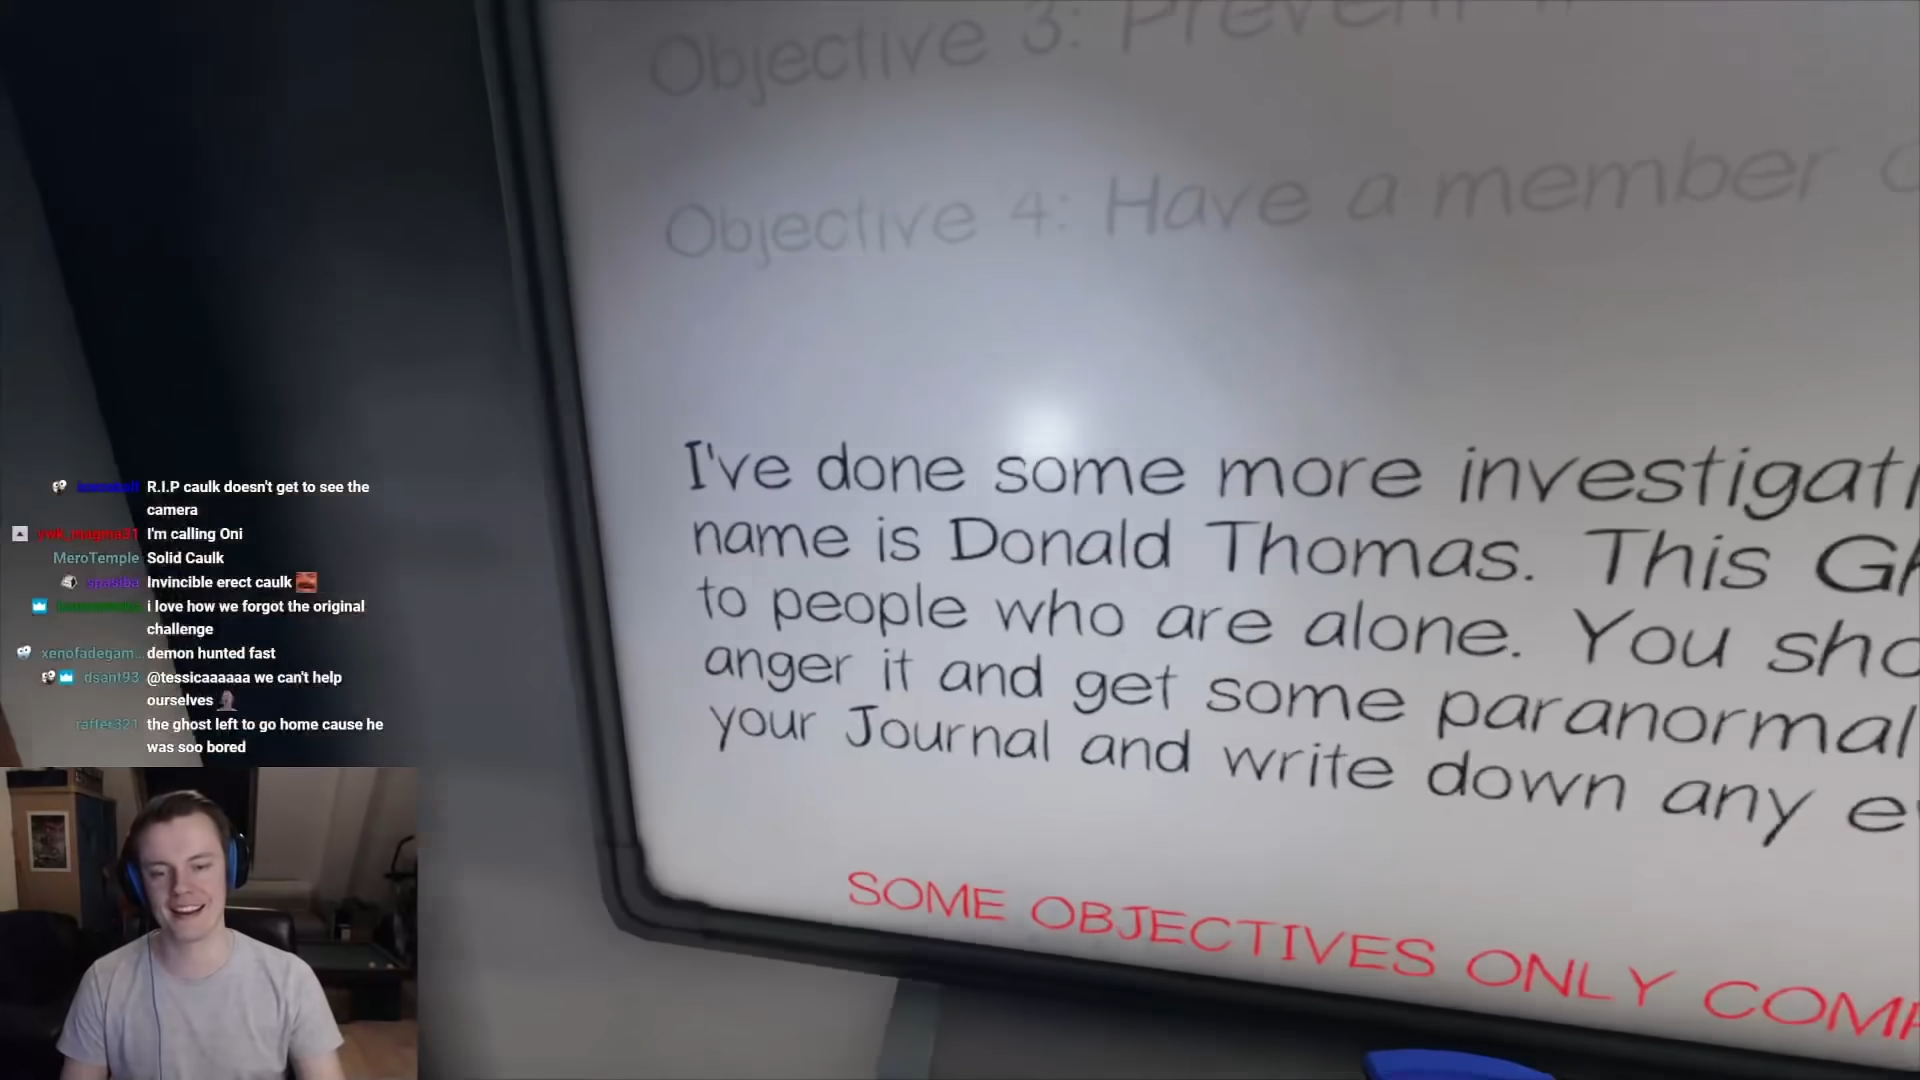 Objective 3: Prevent
Objective 4: Have a member
I've done some more
name is Donald Thomas. This
to people who are alone. You
anger it and get some paranormal
your Journal and write down any
SOME OBJECTIVES ONLY
R.I.P caulk doesn't get to see the
camera
I'm calling Oni
MeroTemple Solid Caulk
Invincible erect caulk
i love how we forgot the original
challenge
xenofadegam... demon hunted fast
dsant93 @tessicaaaaaa we can't help
ourselves
rafter321 the ghost left to go home cause he
was soo bored